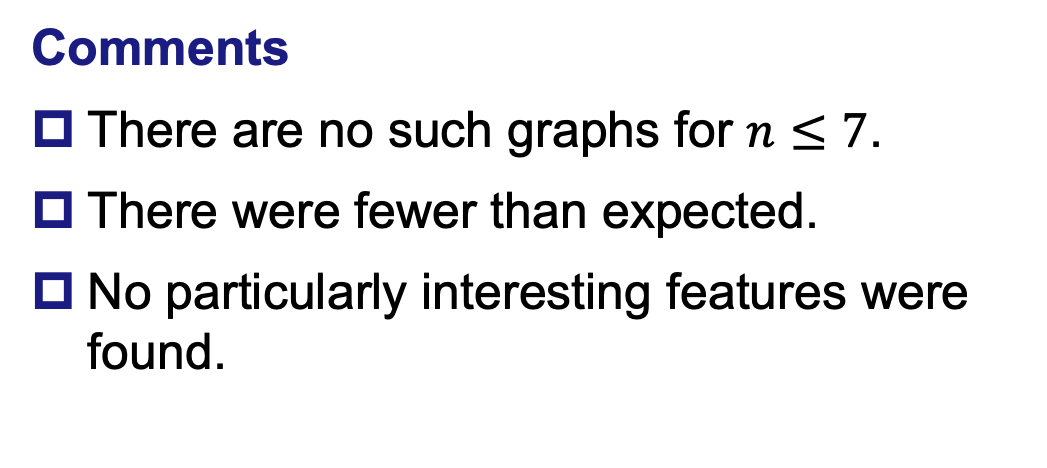 Comments
There are no such graphs for n ≤ 7.
There were fewer than expected.
No particularly interesting features were
found.